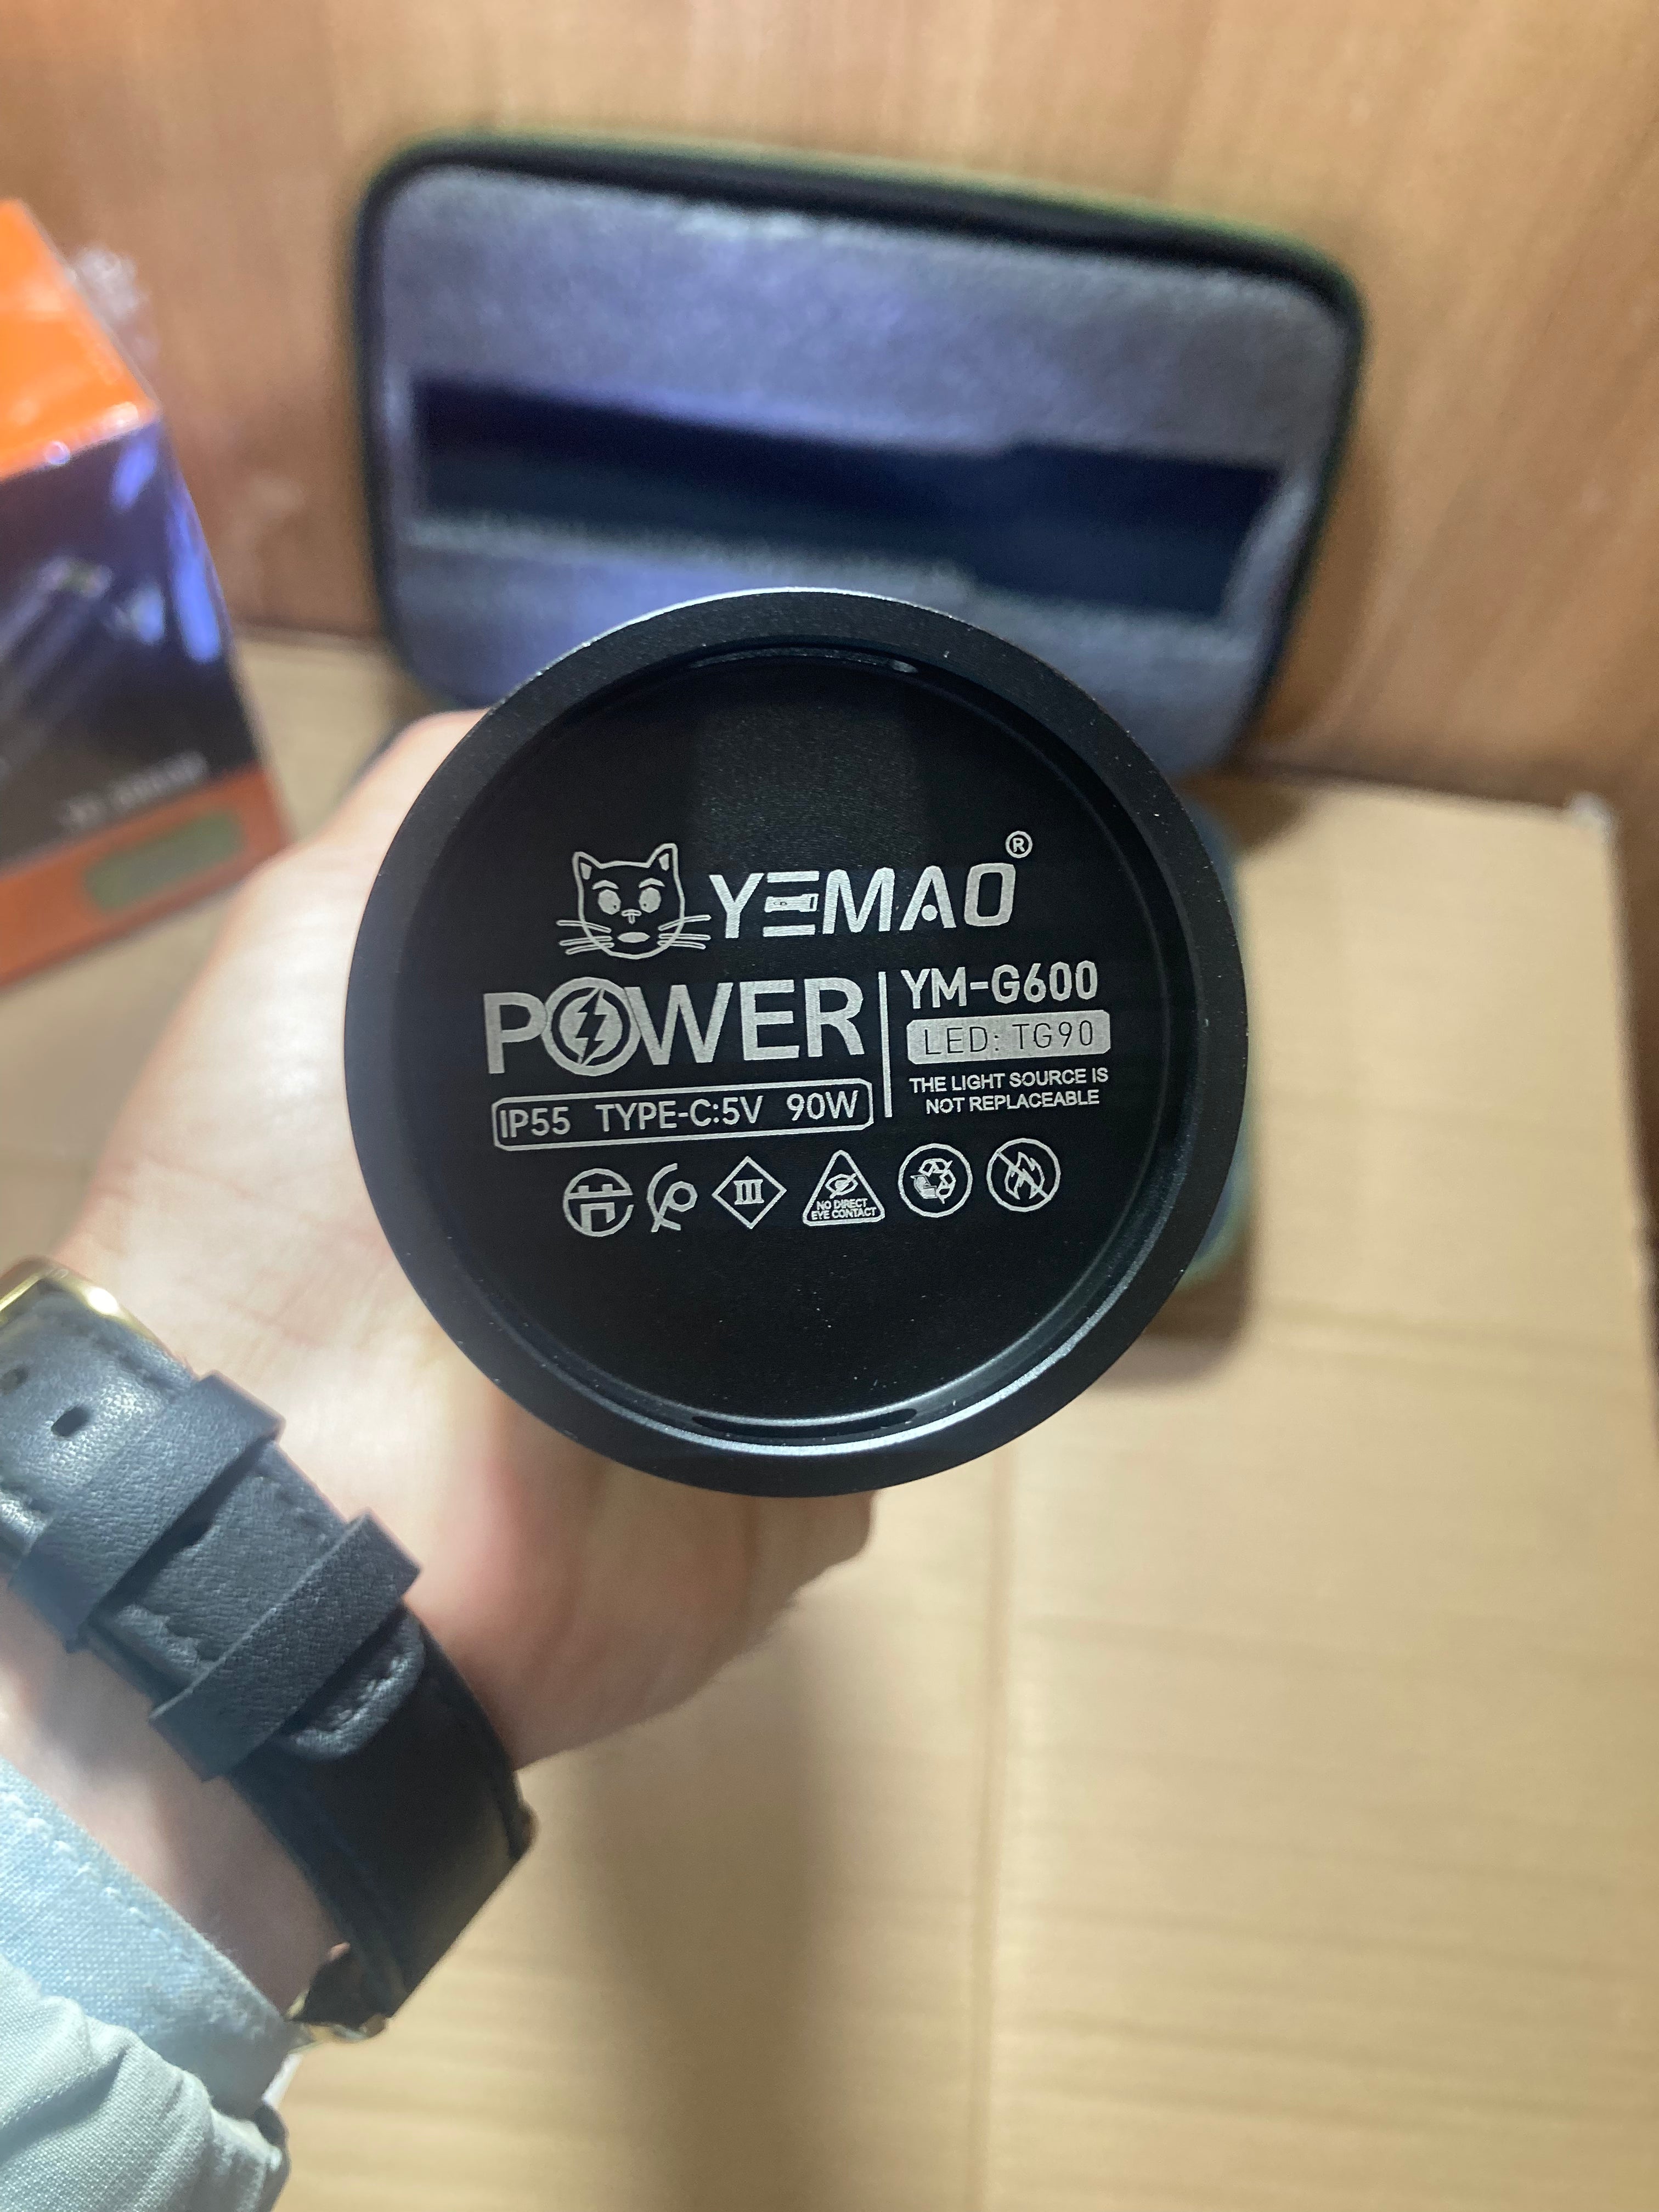 YEMAO®
POWER
YM-G600
LED: TG90
THE LIGHT SOURCE IS
NOT REPLACEABLE
IP55 TYPE-C:5V 90W
III
NO DIRECT
EYE CONTACT